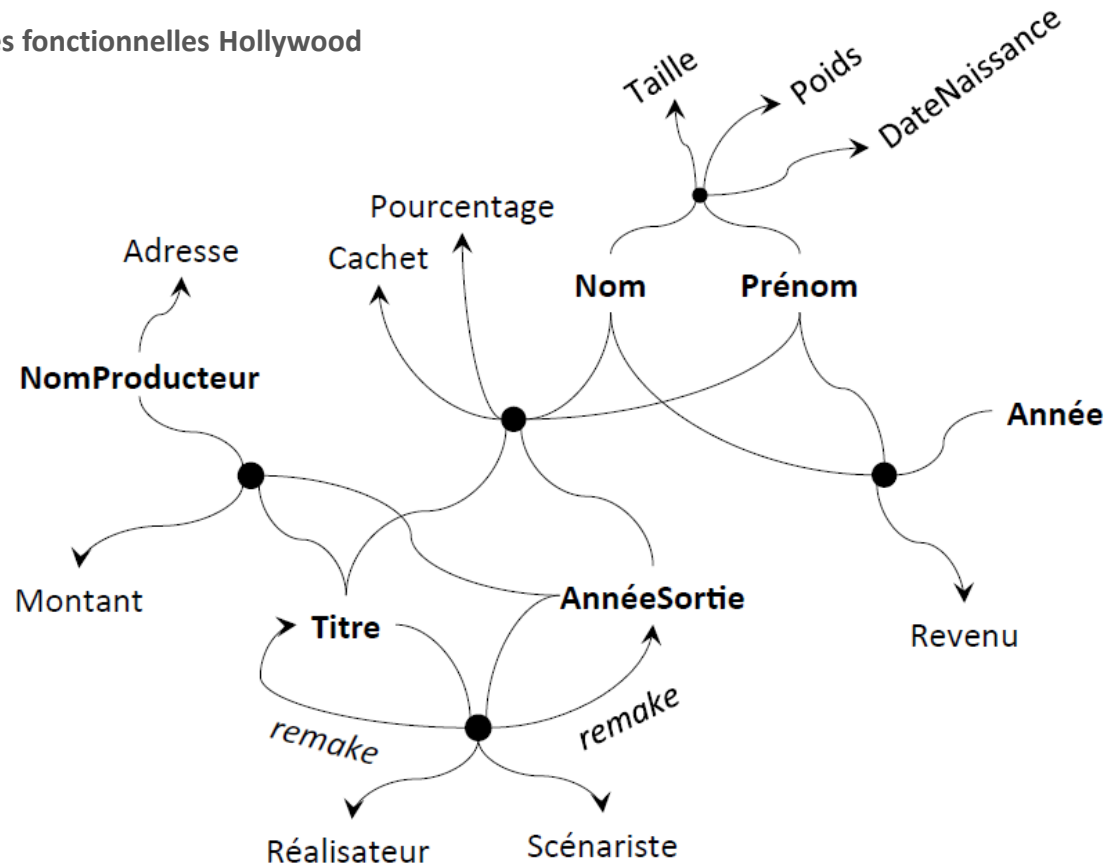 es fonctionnelles Hollywood
Taille
Poids
DateNaissance
Pourcentage
Adresse
Cachet
Nom
Prénom
NomProducteur
Année
Montant
Titre
AnnéeSortie
Revenu
remake
remake
Réalisateur
Scénariste